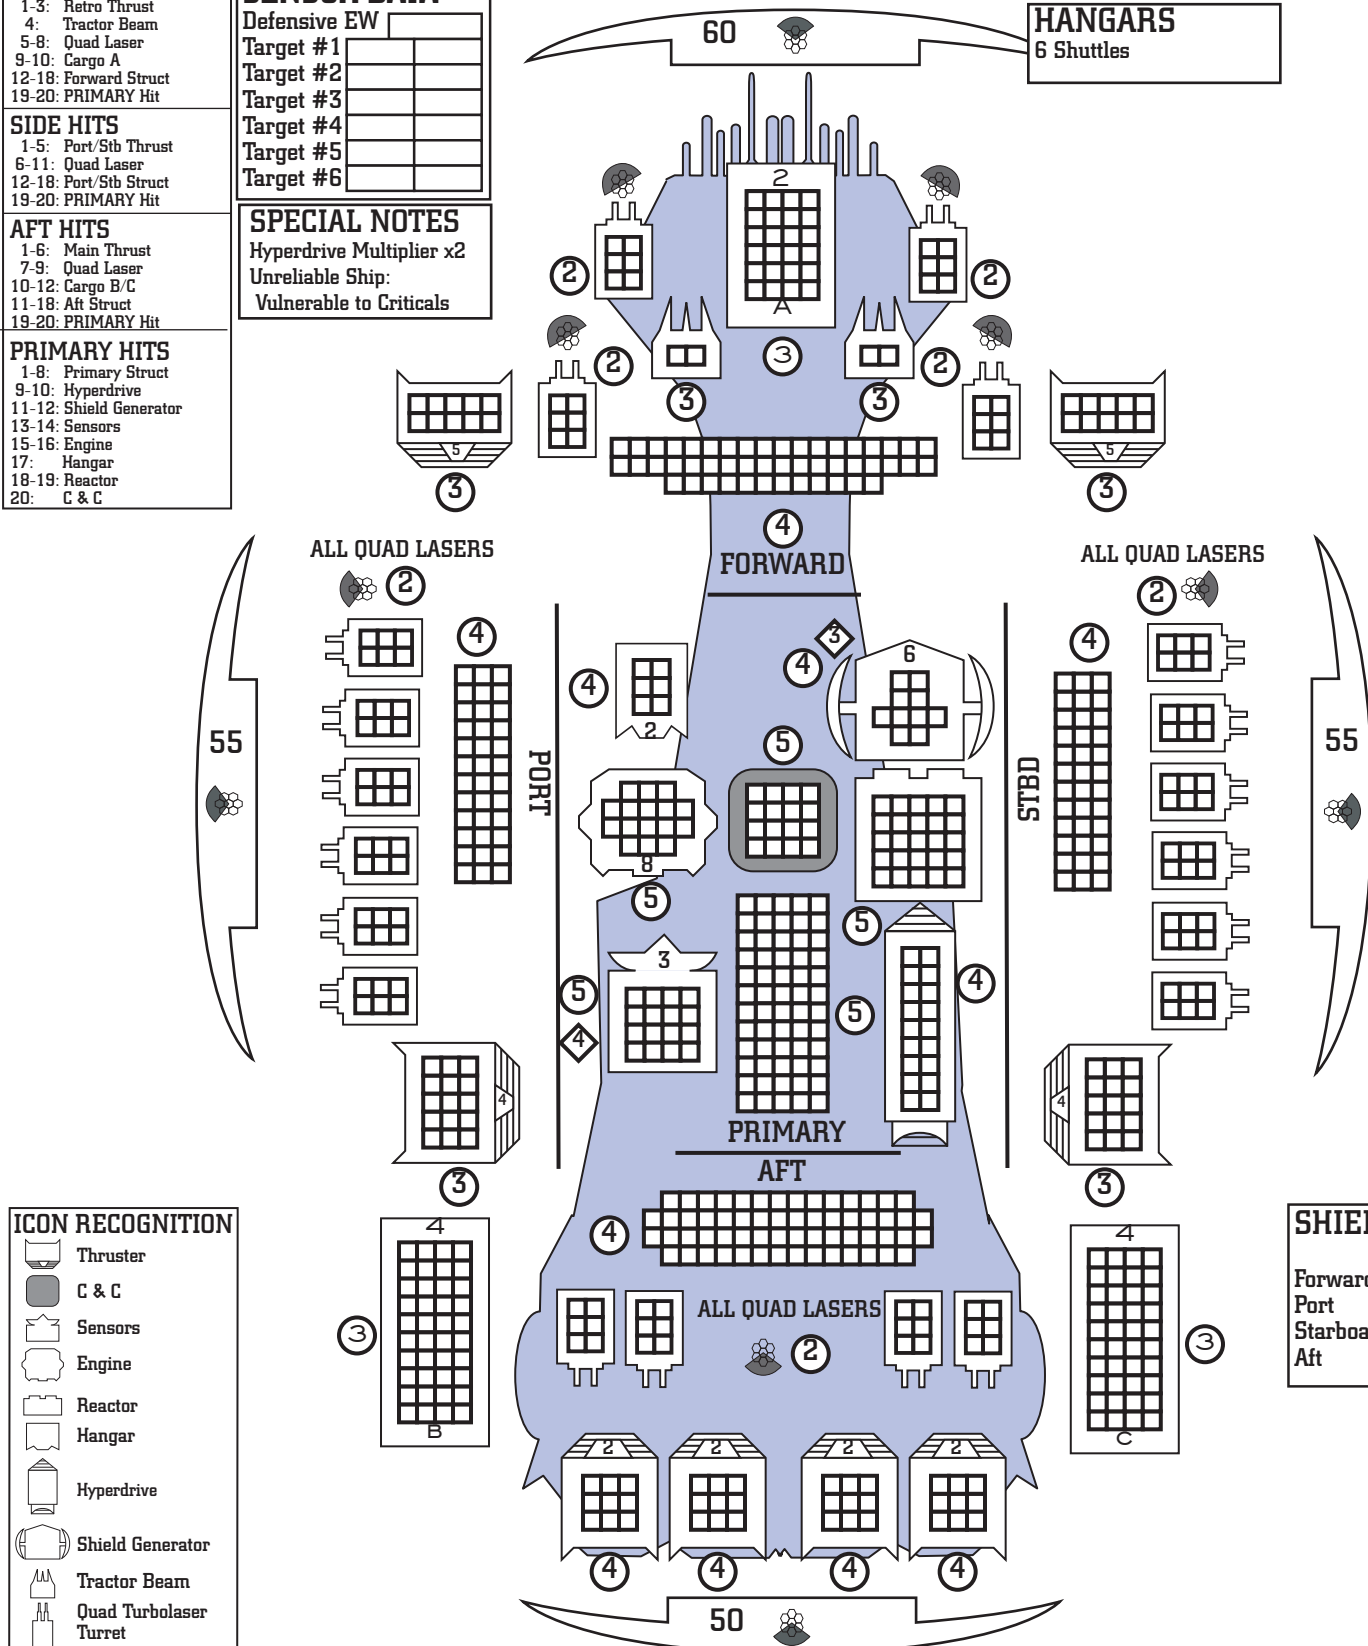 1-3: Retro Thrust
4: Tractor Beam
5-8: Quad Laser
9-10: Cargo A
12-18: Forward Struct
19-20: PRIMARY Hit
SIDE HITS
1-5: Port/Stb Thrust
6-11: Quad Laser
12-18: Port/Stb Struct
19-20: PRIMARY Hit
AFT HITS
1-6: Main Thrust
7-9: Quad Laser
10-12: Cargo B/C
11-18: Aft Struct
19-20: PRIMARY Hit
PRIMARY HITS
1-8: Primary Struct
9-10: Hyperdrive
11-12: Shield Generator
13-14: Sensors
15-16: Engine
17: Hangar
18-19: Reactor
20: C & C
Defensive EW
Target #1
Target #2
Target #3
Target #4
Target #5
Target #6
SPECIAL NOTES
Hyperdrive Multiplier x2
Unreliable Ship:
Vulnerable to Criticals
60
HANGARS
6 Shuttles
2
A
2
2
2
3
2
3
3
5
5
3
3
4
FORWARD
ALL QUAD LASERS
2
ALL QUAD LASERS
2
4
4
3
4
6
4
2
55
55
PORT
STBD
5
8
5
5
3
5
4
5
4
4
4
PRIMARY
AFT
3
3
4
4
4
B
C
3
3
ALL QUAD LASERS
2
2
2
2
2
4
4
4
4
50
ICON RECOGNITION
Thruster
C & C
Sensors
Engine
Reactor
Hangar
Hyperdrive
Shield Generator
Tractor Beam
Quad Turbolaser
Turret
Port
Aft